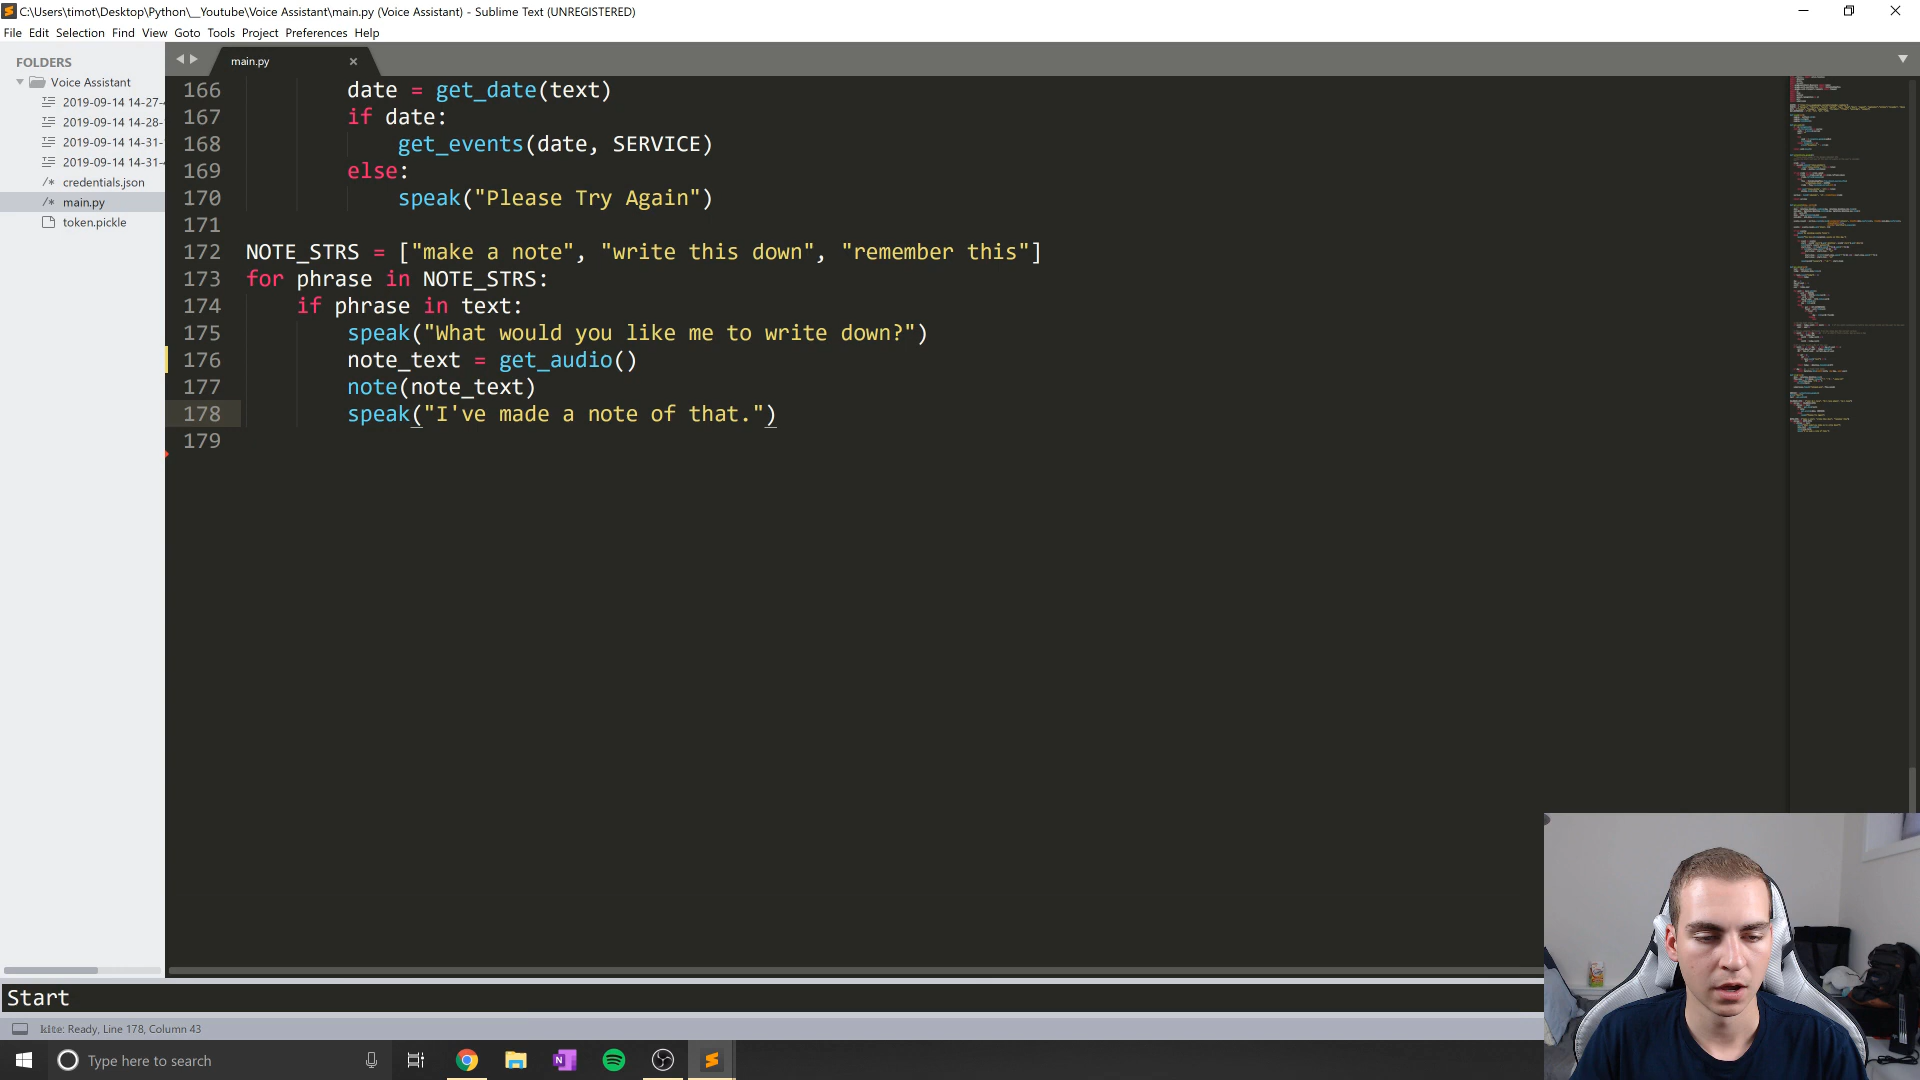 C:\Users\timot\Desktop\Python\__Youtube\Voice Assistant\main.py (Voice Assistant) - Sublime Text (UNREGISTERED)
File Edit Selection Find View Goto Tools Project Preferences Help
FOLDERS
Voice Assistant
2019-09-14 14-27-
2019-09-14 14-28-
2019-09-14 14-31-
2019-09-14 14-31-
credentials.json
main.py
token.pickle
main.py
166 date = get_date(text)
167 if date:
168 get_events(date, SERVICE)
169 else:
170 speak("Please Try Again")
171
172 NOTE_STRS = ["make a note", "write this down", "remember this"]
173 for phrase in NOTE_STRS:
174 if phrase in text:
175 speak("What would you like me to write down?")
176 note_text = get_audio()
177 note(note_text)
178 speak("I've made a note of that.")
179
Start
kite: Ready, Line 178, Column 43
Type here to search